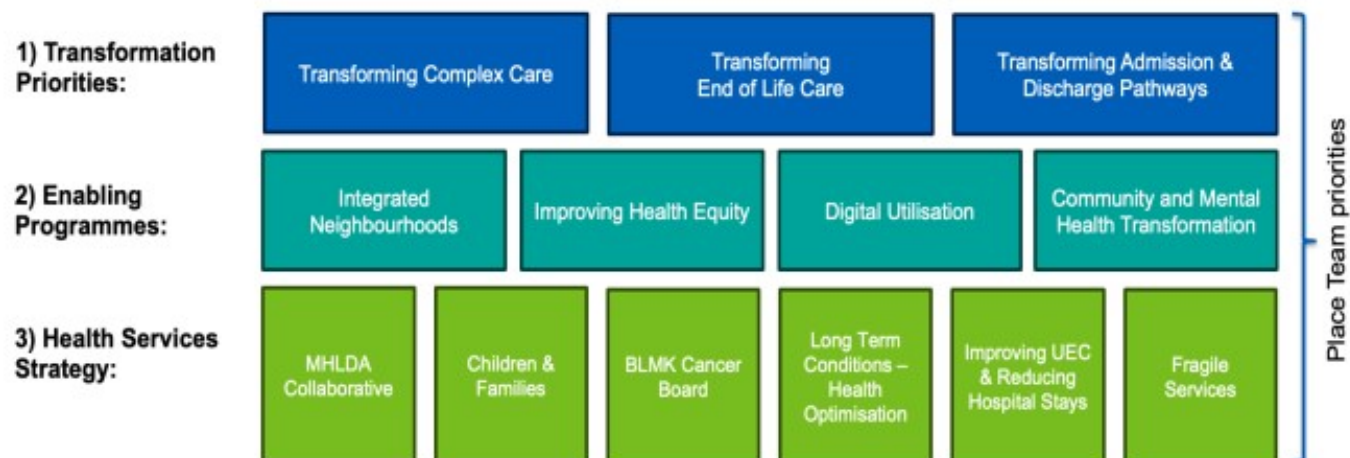 1) Transformation
Priorities:
Transforming Complex Care
Transforming
End of Life Care
Transforming Admission &
Discharge Pathways
2) Enabling
Programmes:
Integrated
Neighbourhoods
Improving Health Equity
Digital Utilisation
Community and Mental
Health Transformation
3) Health Services
Strategy:
MHLDA
Collaborative
Children &
Families
BLMK Cancer
Board
Long Term
Conditions –
Health
Optimisation
Improving UEC
& Reducing
Hospital Stays
Fragile
Services
Place Team priorities